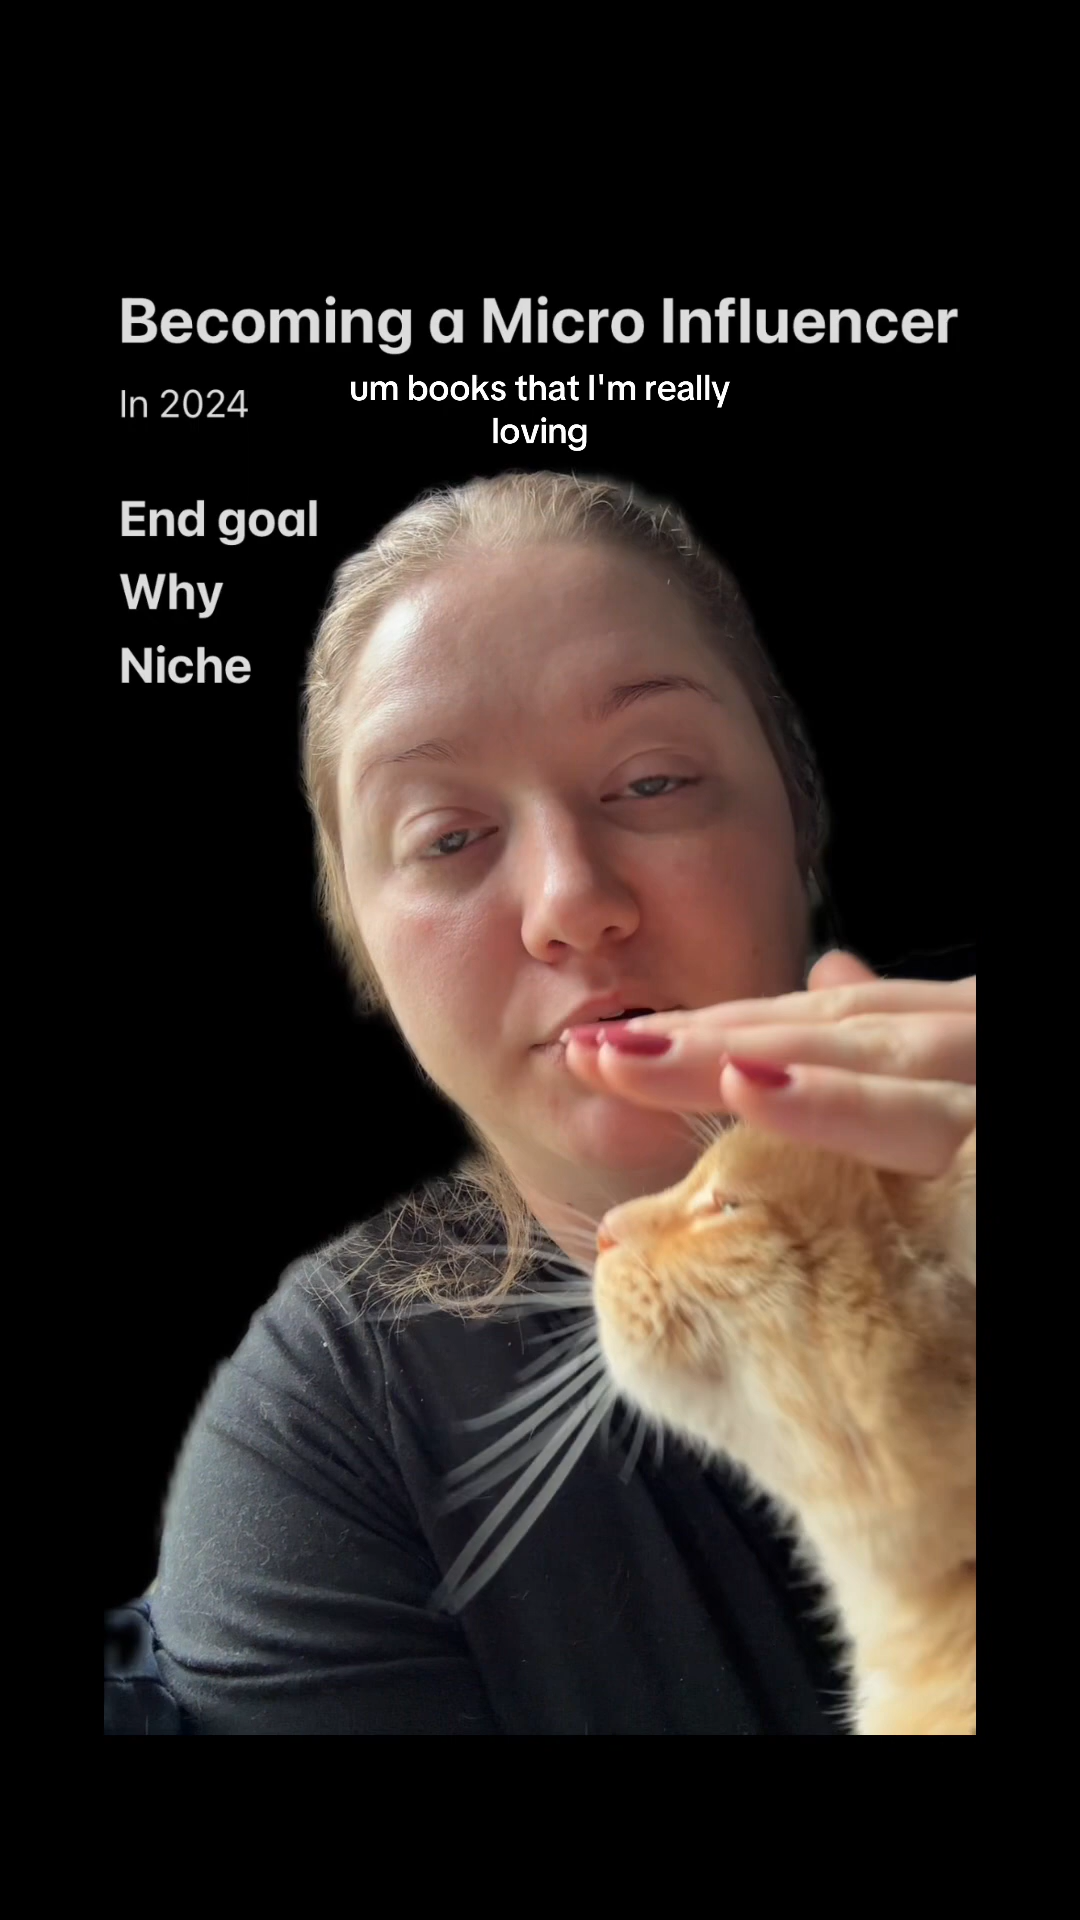 Becoming a Micro Influencer
In 2024
um books that I'm really
loving
End goal
Why
Niche